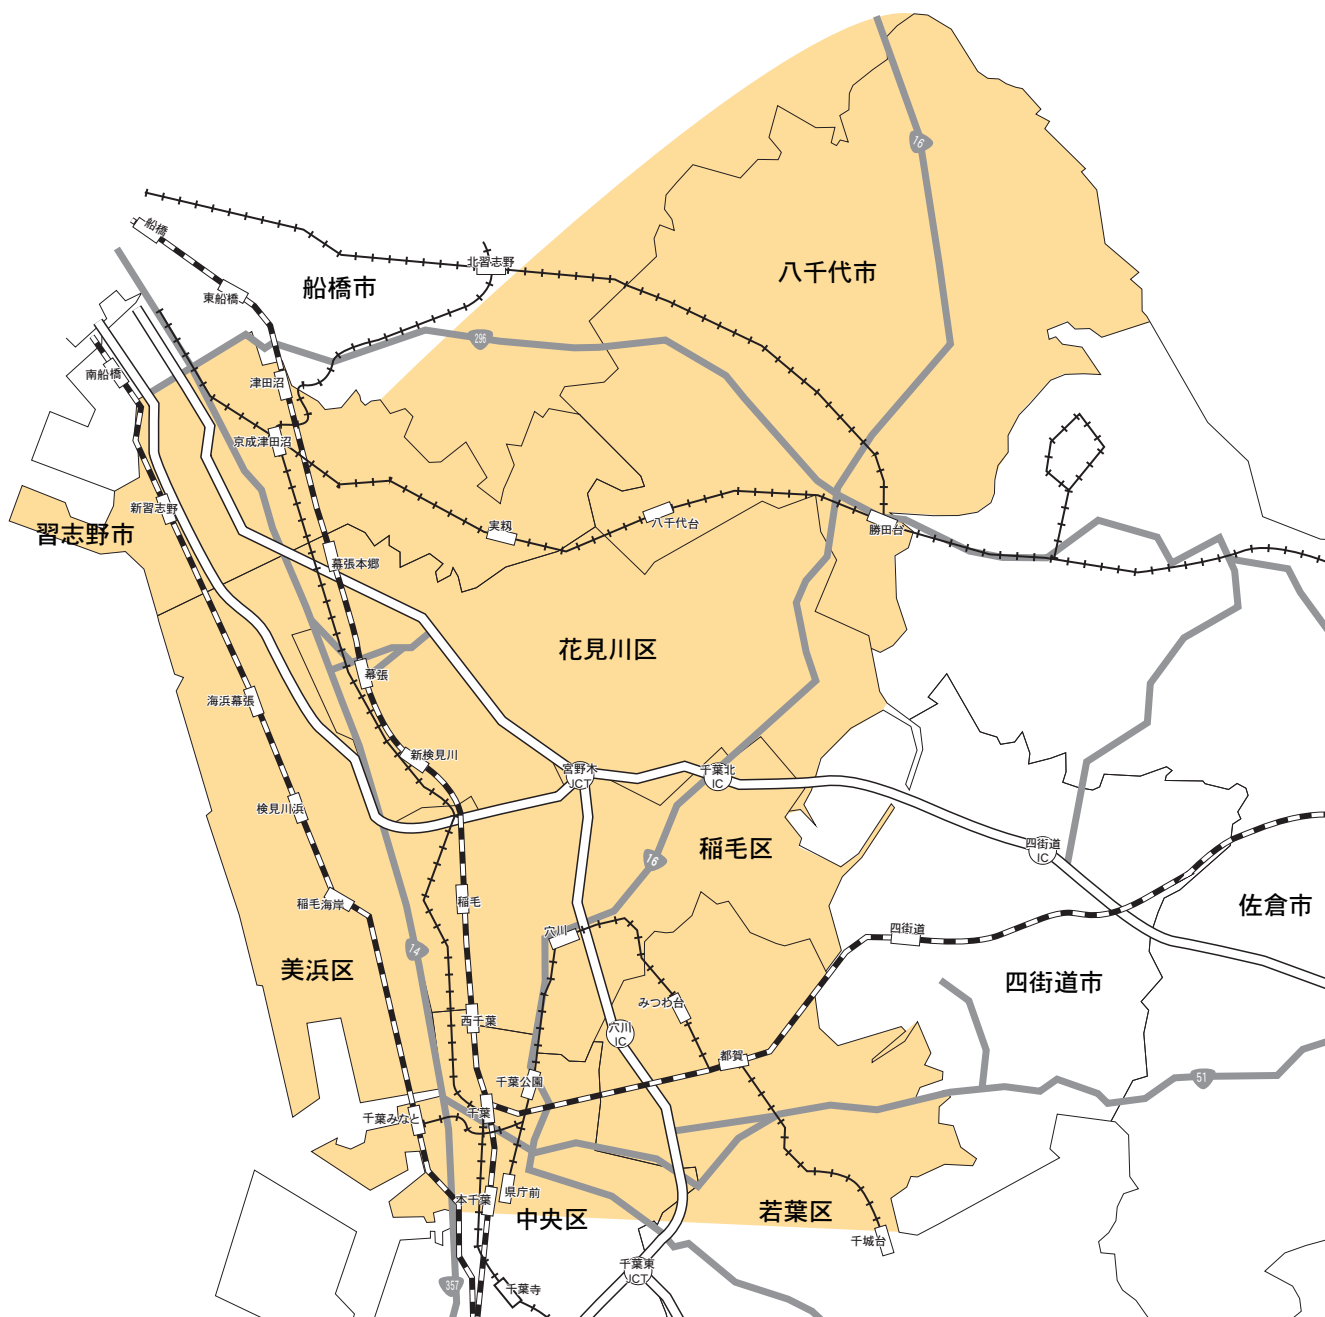 16
船橋
北習志野
八千代市
船橋市
東船橋
296
南船橋
津田沼
京成津田沼
新習志野
習志野市
実籾
八千代台
勝田台
幕張本郷
花見川区
幕張
海浜幕張
新検見川
宮野木
JCT
千葉北
IC
検見川浜
稲毛区
16
四街道
IC
稲毛海岸
稲毛
佐倉市
穴川
四街道
14
美浜区
四街道市
みつわ台
西千葉
穴川
IC
都賀
千葉公園
51
千葉みなと
千葉
本千葉
県庁前
中央区
若葉区
千城台
千葉東
JCT
357
千葉寺